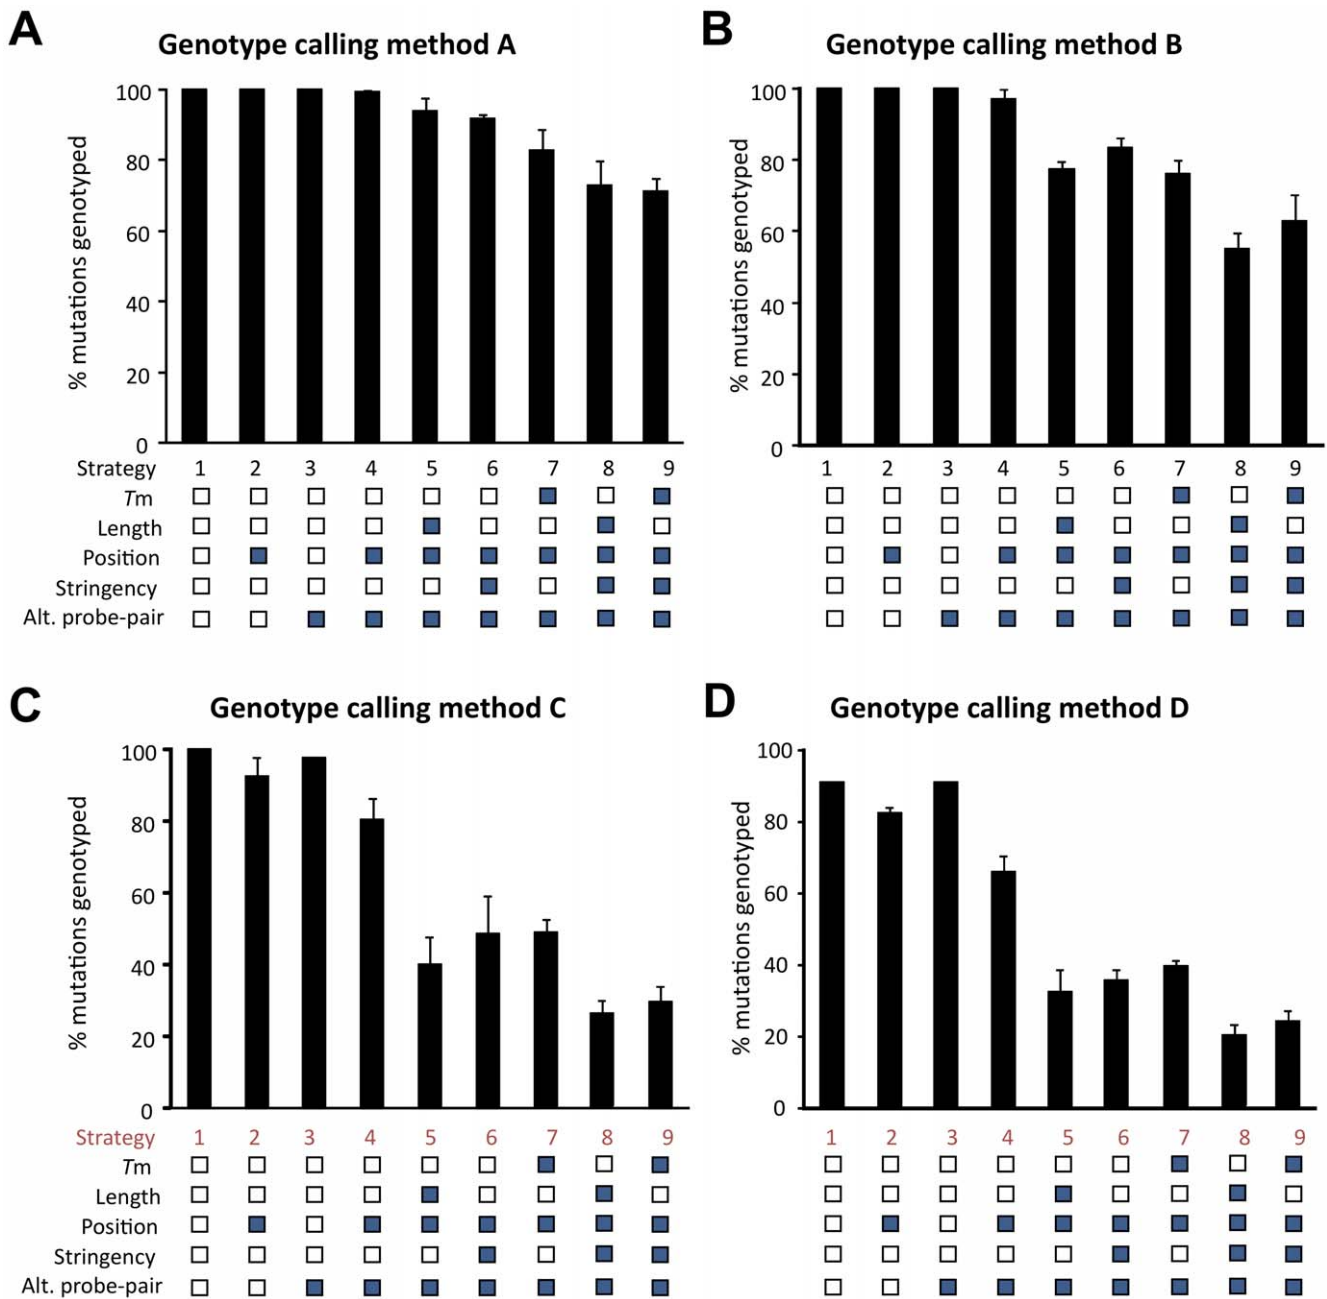 A
Genotype calling method A
% mutations genotyped
100
80
60
40
20
0
Strategy 1 2 3 4 5 6 7 8 9
Tm
Length
Position
Stringency
Alt. probe-pair
B
Genotype calling method B
% mutations genotyped
100
80
60
40
20
0
1 2 3 4 5 6 7 8 9
C
Genotype calling method C
% mutations genotyped
100
80
60
40
20
0
Strategy 1 2 3 4 5 6 7 8 9
Tm
Length
Position
Stringency
Alt. probe-pair
D
Genotype calling method D
% mutations genotyped
100
80
60
40
20
0
1 2 3 4 5 6 7 8 9